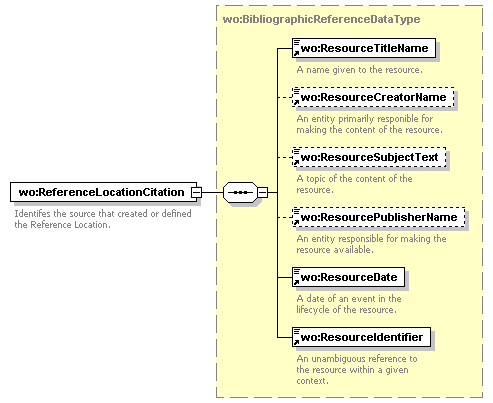 wo:BibliographicReferenceDataType
wo:ResourceTitleName
A name given to the resource.
wo:ResourceCreatorName
An entity primarily responible for
making the content of the resource.
wo:ResourceSubjectText
A topic of the content of the
resource.
wo:ReferenceLocationCitation
Identifes the source that created or defined
the Reference Location.
wo:ResourcePublisherName
An entity responsible for making the
resource available.
wo:ResourceDate
A date of an event in the
lifecycle of the resource.
wo:ResourceIdentifier
An unambiguous reference to
the resource within a given
context.